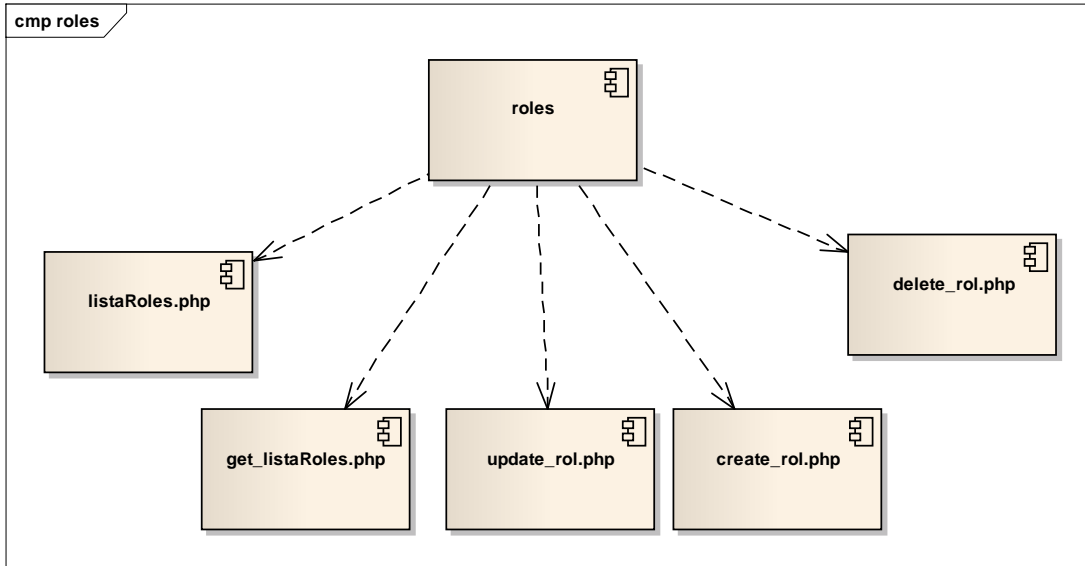 cmp roles
roles
listaRoles.php
delete_rol.php
get_listaRoles.php
update_rol.php
create_rol.php